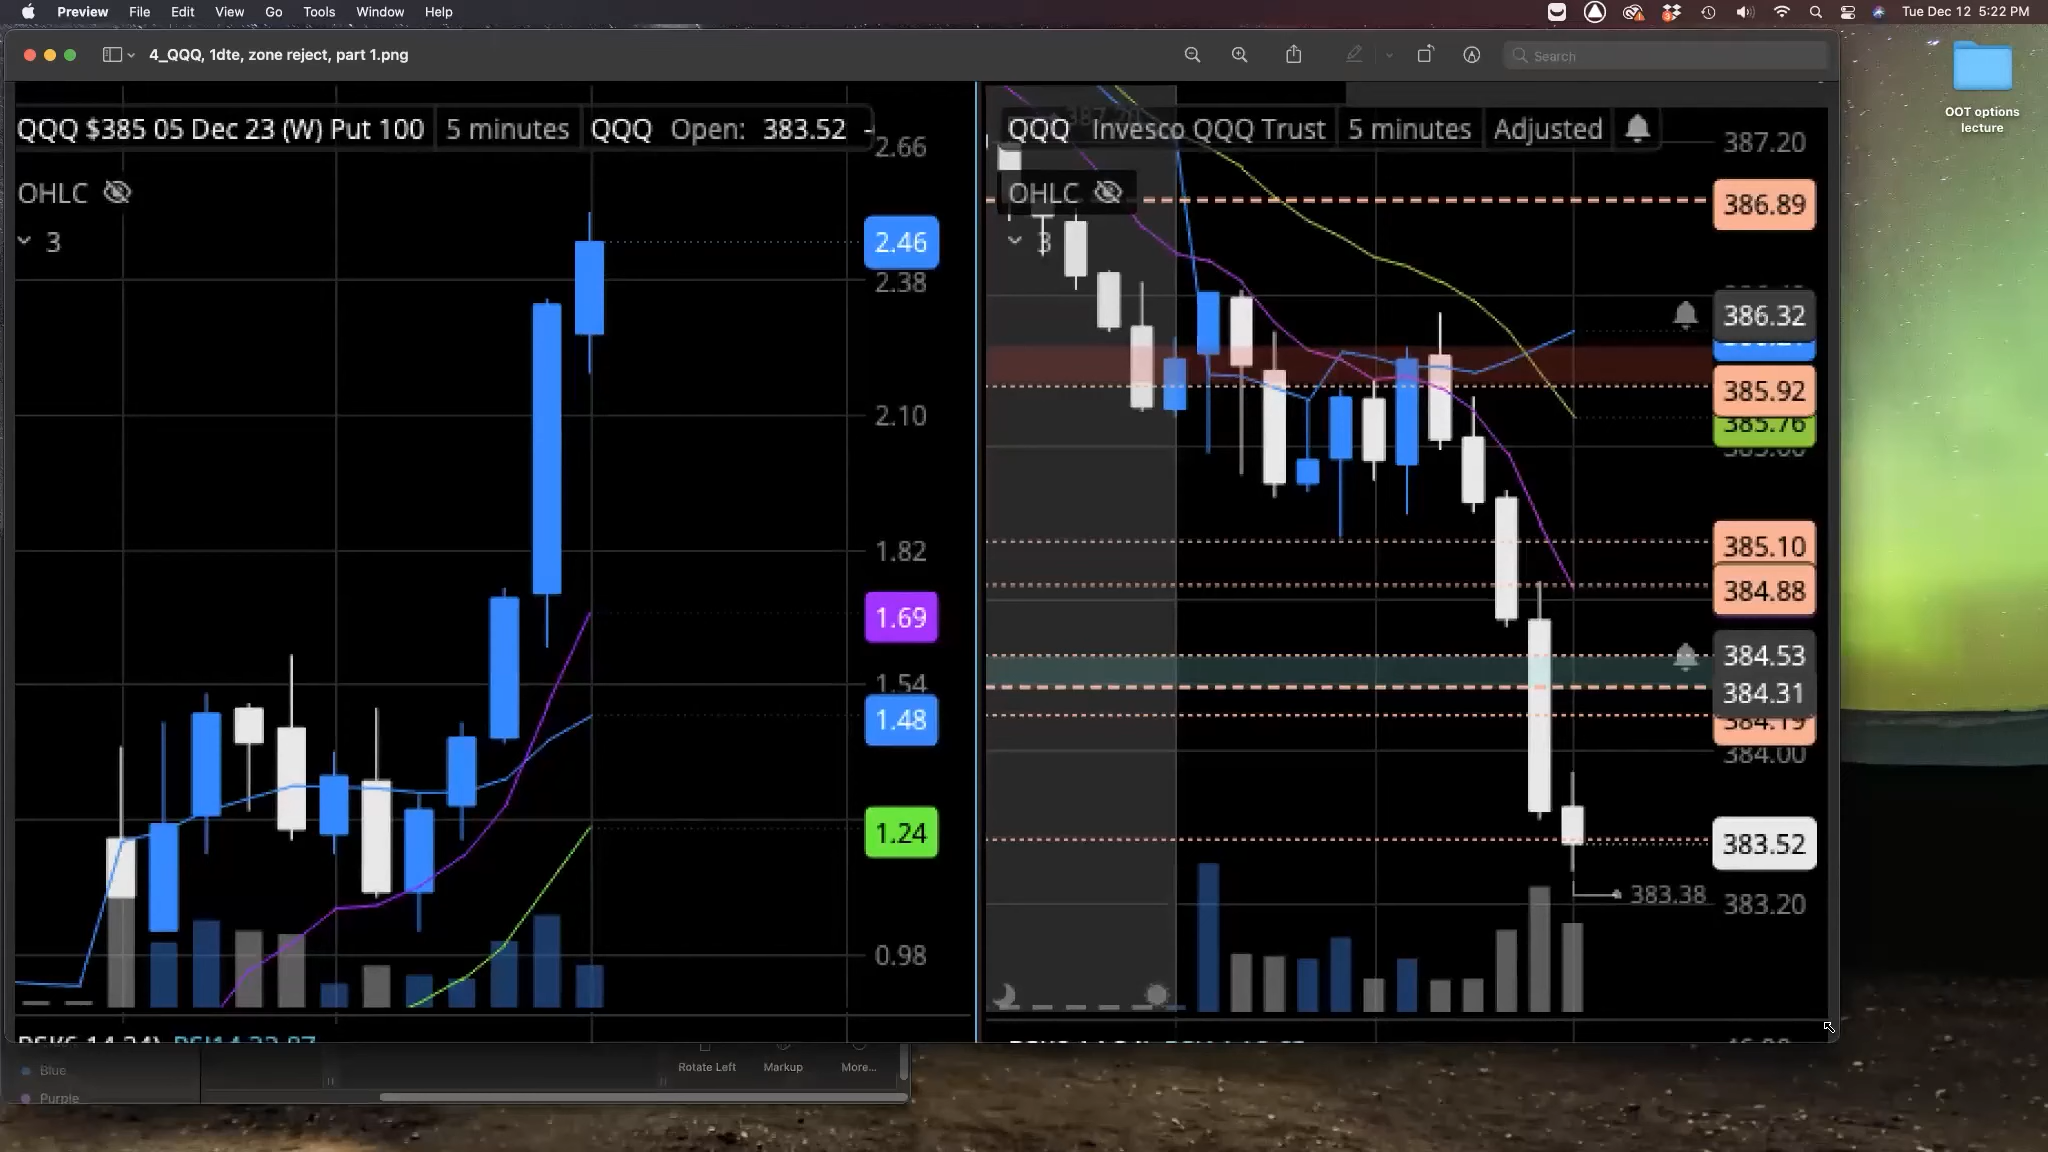 Preview File Edit View Go Tools Window Help
Tue Dec 12 5:22 PM
4_QQQ, 1dte, zone reject, part 1.png
Search
OOT options
lecture
QQQ $385 05 Dec 23 (W) Put 100 5 minutes QQQ Open: 383.52 -
OHLC
3
2.66
2.46
2.38
2.10
1.82
1.69
1.54
1.48
1.24
0.98
QQQ Invesco QQQ Trust 5 minutes Adjusted
OHLC
3
387.20
386.89
386.32
385.92
385.76
385.10
384.88
384.53
384.31
384.19
384.00
383.52
383.38
383.20
Blue
Purple
Rotate Left Markup More...